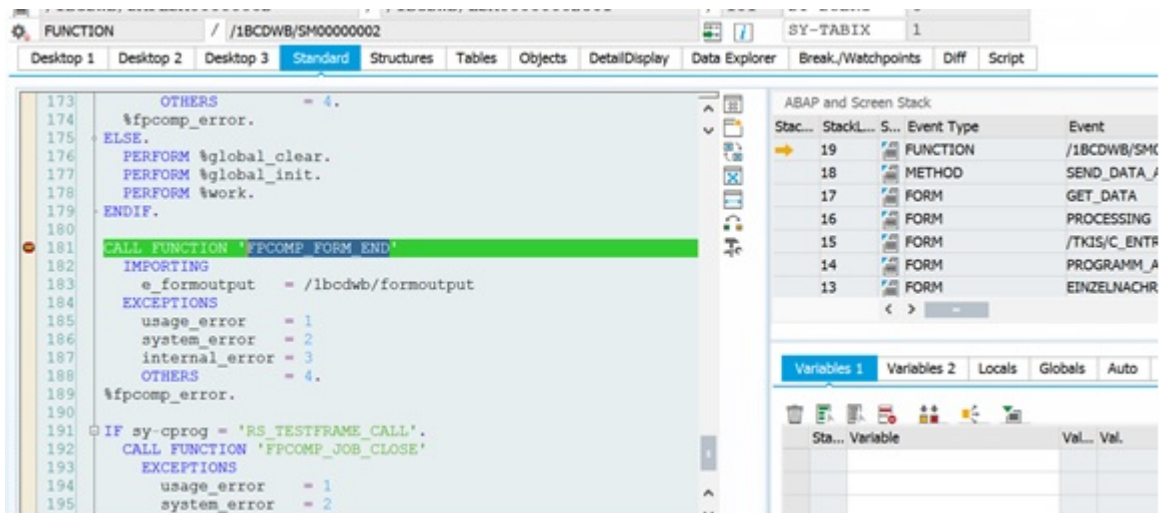 FUNCTION / /1BCDWB/SM00000002 SY-TABIX 1
Desktop 1 Desktop 2 Desktop 3 Standard Structures Tables Objects DetailDisplay Data Explorer Break./Watchpoints Diff Script
173 OTHERS = 4.
174 %fpcomp_error.
175 ELSE.
176 PERFORM %global_clear.
177 PERFORM %global_init.
178 PERFORM %work.
179 ENDIF.
180
181 CALL FUNCTION 'FPCOMP_FORM_END'
182 IMPORTING
183 e_formoutput = /1bcdwb/formoutput
184 EXCEPTIONS
185 usage_error = 1
186 system_error = 2
187 internal_error = 3
188 OTHERS = 4.
189 %fpcomp_error.
190
191 IF sy-cprog = 'RS_TESTFRAME_CALL'.
192 CALL FUNCTION 'FPCOMP_JOB_CLOSE'
193 EXCEPTIONS
194 usage_error = 1
195 system_error = 2
ABAP and Screen Stack
Stac... StackL... S... Event Type Event
19 FUNCTION /1BCDWB/SM
18 METHOD SEND_DATA_A
17 FORM GET_DATA
16 FORM PROCESSING
15 FORM /TKIS/C_ENTR
14 FORM PROGRAMM_A
13 FORM EINZELNACHR
Variables 1 Variables 2 Locals Globals Auto
Sta... Variable Val... Val.